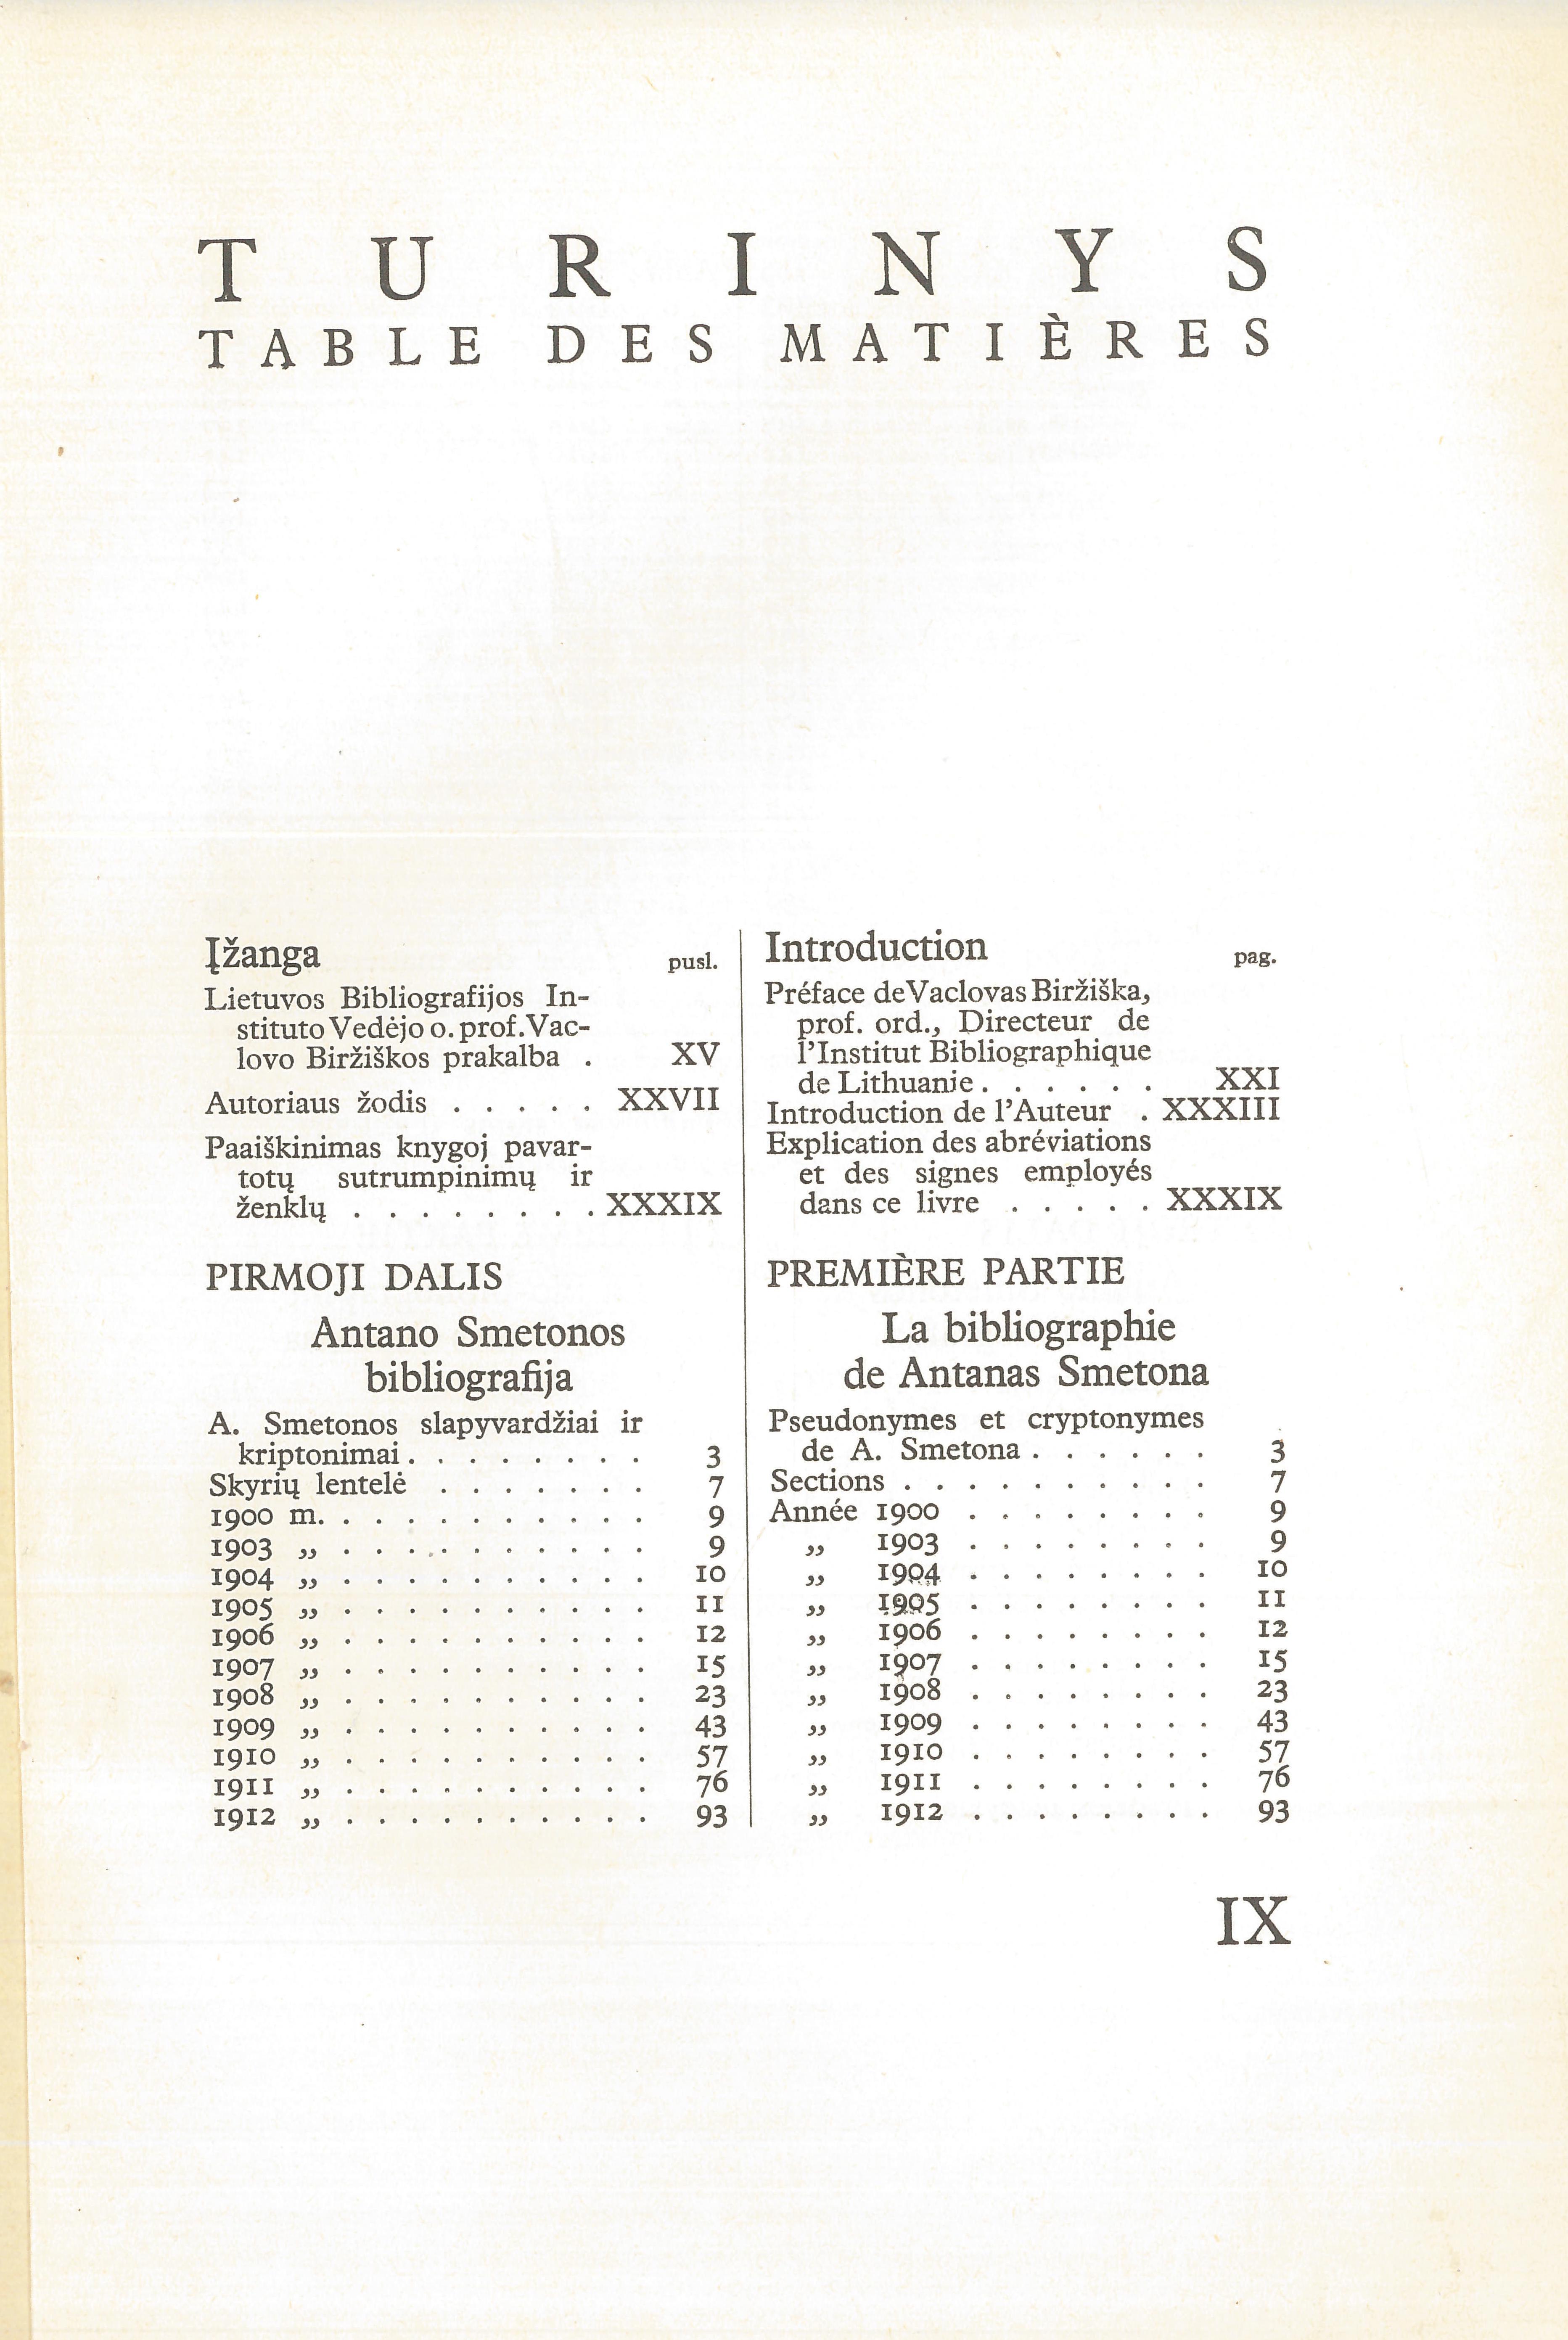 T U R I N Y S
TABLE DES MATIÈRES
Įžanga pusl.
Lietuvos Bibliografijos In-
stituto Vedėjo o. prof. Vac-
lovo Biržiškos prakalba . XV
Autoriaus žodis . . . . . XXVII
Paaiškinimas knygoj pavar-
totų sutrumpinimų ir
ženklų . . . . . . . . XXXIX
PIRMOJI DALIS
Antano Smetonos
bibliografija
A. Smetonos slapyvardžiai ir
kriptonimai . . . . . . . . 3
Skyrių lentelė . . . . . . . 7
1900 m. . . . . . . . . . . 9
1903 „ . . . . . . . . . . 9
1904 „ . . . . . . . . . . 10
1905 „ . . . . . . . . . . 11
1906 „ . . . . . . . . . . 12
1907 „ . . . . . . . . . . 15
1908 „ . . . . . . . . . . 23
1909 „ . . . . . . . . . . 43
1910 „ . . . . . . . . . . 57
1911 „ . . . . . . . . . . 76
1912 „ . . . . . . . . . . 93
Introduction pag.
Préface de Vaclovas Biržiška,
prof. ord., Directeur de
l'Institut Bibliographique
de Lithuanie . . . . . . XXI
Introduction de l'Auteur . XXXIII
Explication des abréviations
et des signes employés
dans ce livre . . . . . XXXIX
PREMIÈRE PARTIE
La bibliographie
de Antanas Smetona
Pseudonymes et cryptonymes
de A. Smetona . . . . . . 3
Sections . . . . . . . . . . 7
Année 1900 . . . . . . . . 9
„ 1903 . . . . . . . . 9
„ 1904 . . . . . . . . 10
„ 1905 . . . . . . . . 11
„ 1906 . . . . . . . . 12
„ 1907 . . . . . . . . 15
„ 1908 . . . . . . . . 23
„ 1909 . . . . . . . . 43
„ 1910 . . . . . . . . 57
„ 1911 . . . . . . . . 76
„ 1912 . . . . . . . . 93
IX